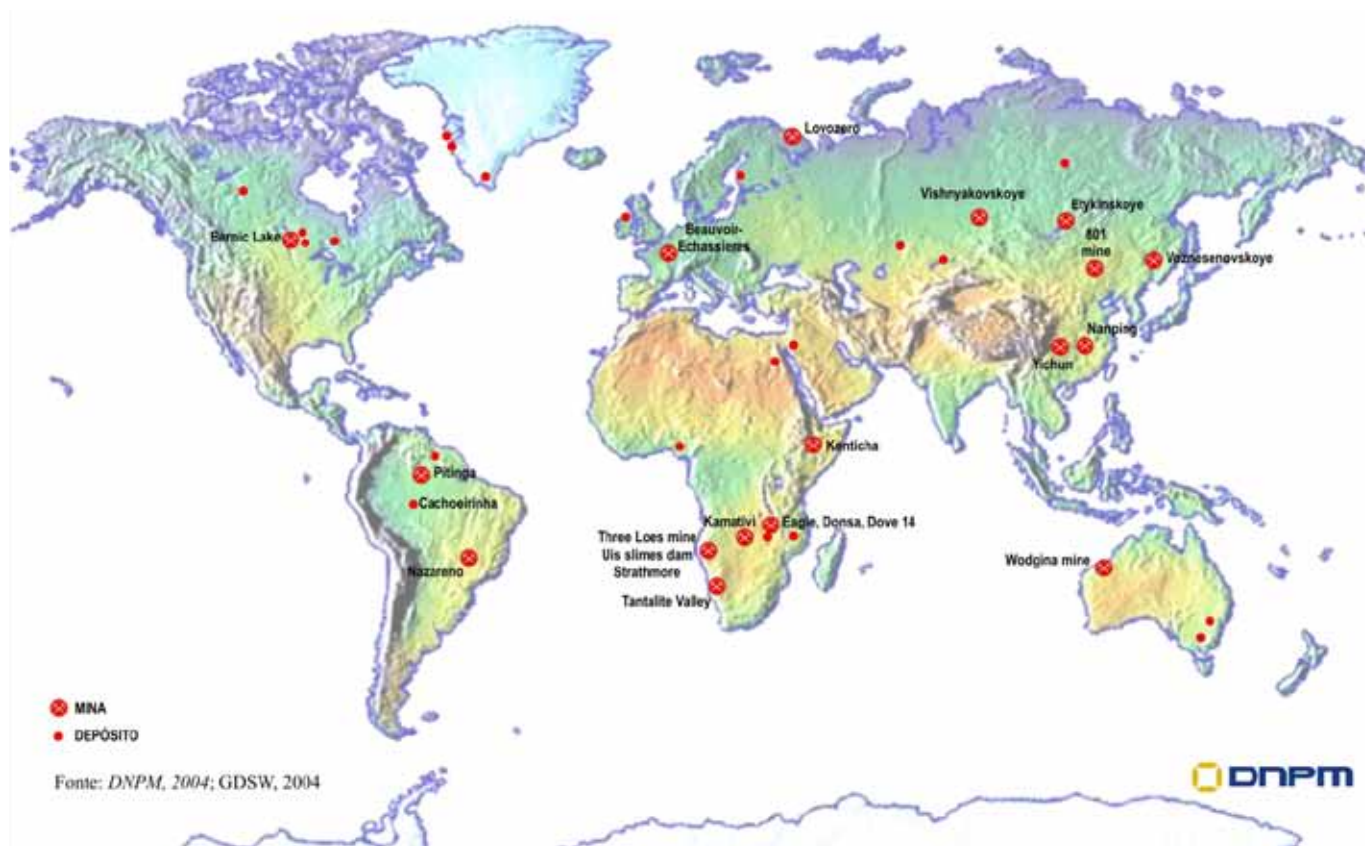 Lovozero
Vishnyakovskoye
Etykinskoye
Beauvoir-
Echassieres
801
mine
Voznesenovskoye
Bernic Lake
Nanping
Yichun
Kenticha
Pitinga
Cachoeirinha
Kamativi
Eagle, Donsa, Dove 14
Three Loes mine
Uis slimes dam
Strathmore
Wodgina mine
Nazareno
Tantalite Valley
MINA
DEPÓSITO
Fonte: DNPM, 2004; GDSW, 2004
DNPM